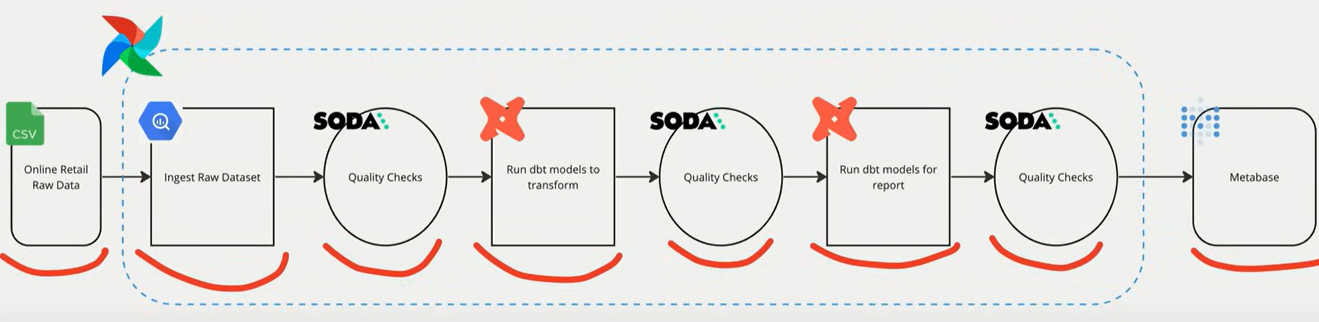 CSV
Online Retail
Raw Data
Ingest Raw Dataset
SODA
Quality Checks
Run dbt models to
transform
SODA
Quality Checks
Run dbt models for
report
SODA
Quality Checks
Metabase